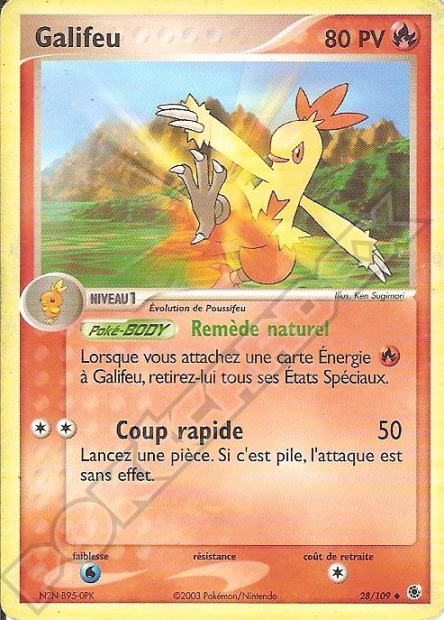 Galifeu 80 PV
Illus. Ken Sugimori
NIVEAU 1
Évolution de Poussifeu
Poké-BODY Remède naturel
Lorsque vous attachez une carte Énergie
à Galifeu, retirez-lui tous ses États Spéciaux.
Coup rapide 50
Lancez une pièce. Si c'est pile, l'attaque est
sans effet.
faiblesse résistance coût de retraite
N2N-B95-0PK ©2003 Pokémon/Nintendo 28/109